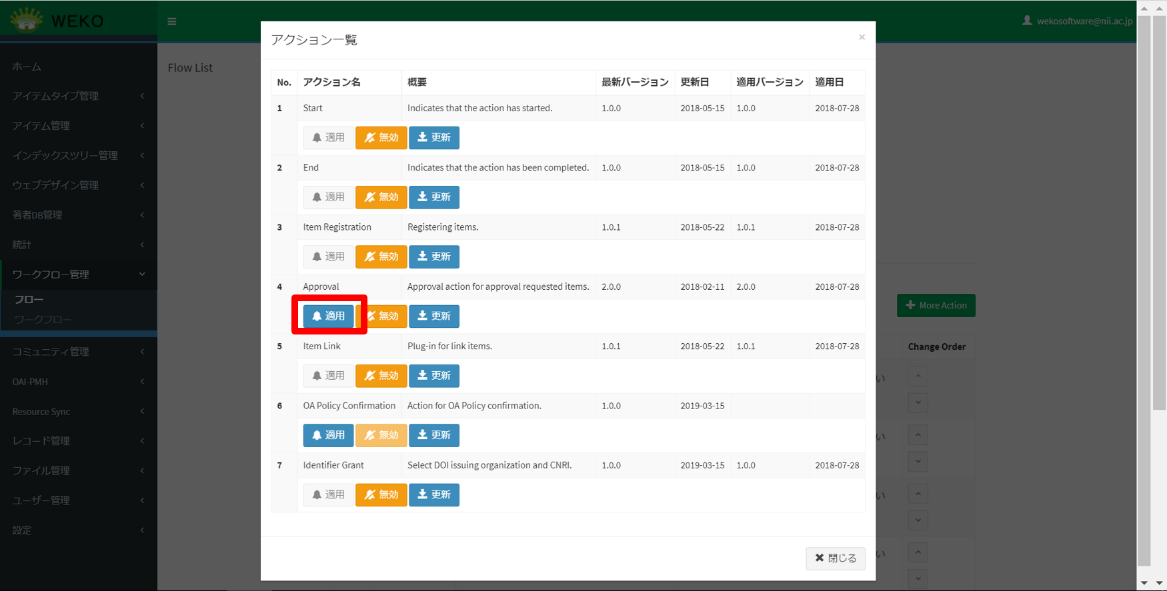 WEKO
wekosoftware@nii.ac.jp
ホーム
アイテムタイプ管理
アイテム管理
インデックスツリー管理
ウェブデザイン管理
著者DB管理
統計
ワークフロー管理
フロー
ワークフロー
コミュニティ管理
OAI-PMH
Resource Sync
レコード管理
ファイル管理
ユーザー管理
設定
Flow List
アクション一覧 ×
No. アクション名 概要 最新バージョン 更新日 適用バージョン 適用日
1 Start Indicates that the action has started. 1.0.0 2018-05-15 1.0.0 2018-07-28
適用 無効 更新
2 End Indicates that the action has been completed. 1.0.0 2018-05-15 1.0.0 2018-07-28
適用 無効 更新
3 Item Registration Registering items. 1.0.1 2018-05-22 1.0.1 2018-07-28
適用 無効 更新
4 Approval Approval action for approval requested items. 2.0.0 2018-02-11 2.0.0 2018-07-28
適用 無効 更新
5 Item Link Plug-in for link items. 1.0.1 2018-05-22 1.0.1 2018-07-28
適用 無効 更新
6 OA Policy Confirmation Action for OA Policy confirmation. 1.0.0 2019-03-15
適用 無効 更新
7 Identifier Grant Select DOI issuing organization and CNRI. 1.0.0 2019-03-15 1.0.0 2018-07-28
適用 無効 更新
閉じる
More Action
Change Order
い
い
い
い